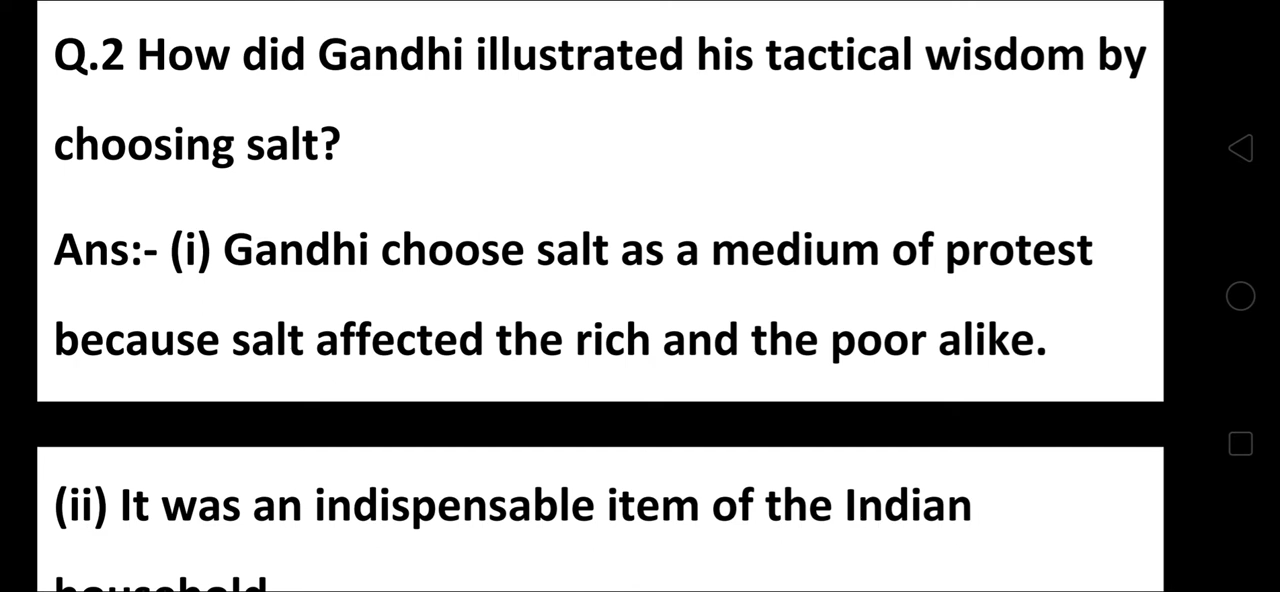 Q.2 How did Gandhi illustrated his tactical wisdom by
choosing salt?
Ans:- (i) Gandhi choose salt as a medium of protest
because salt affected the rich and the poor alike.
(ii) It was an indispensable item of the Indian
household